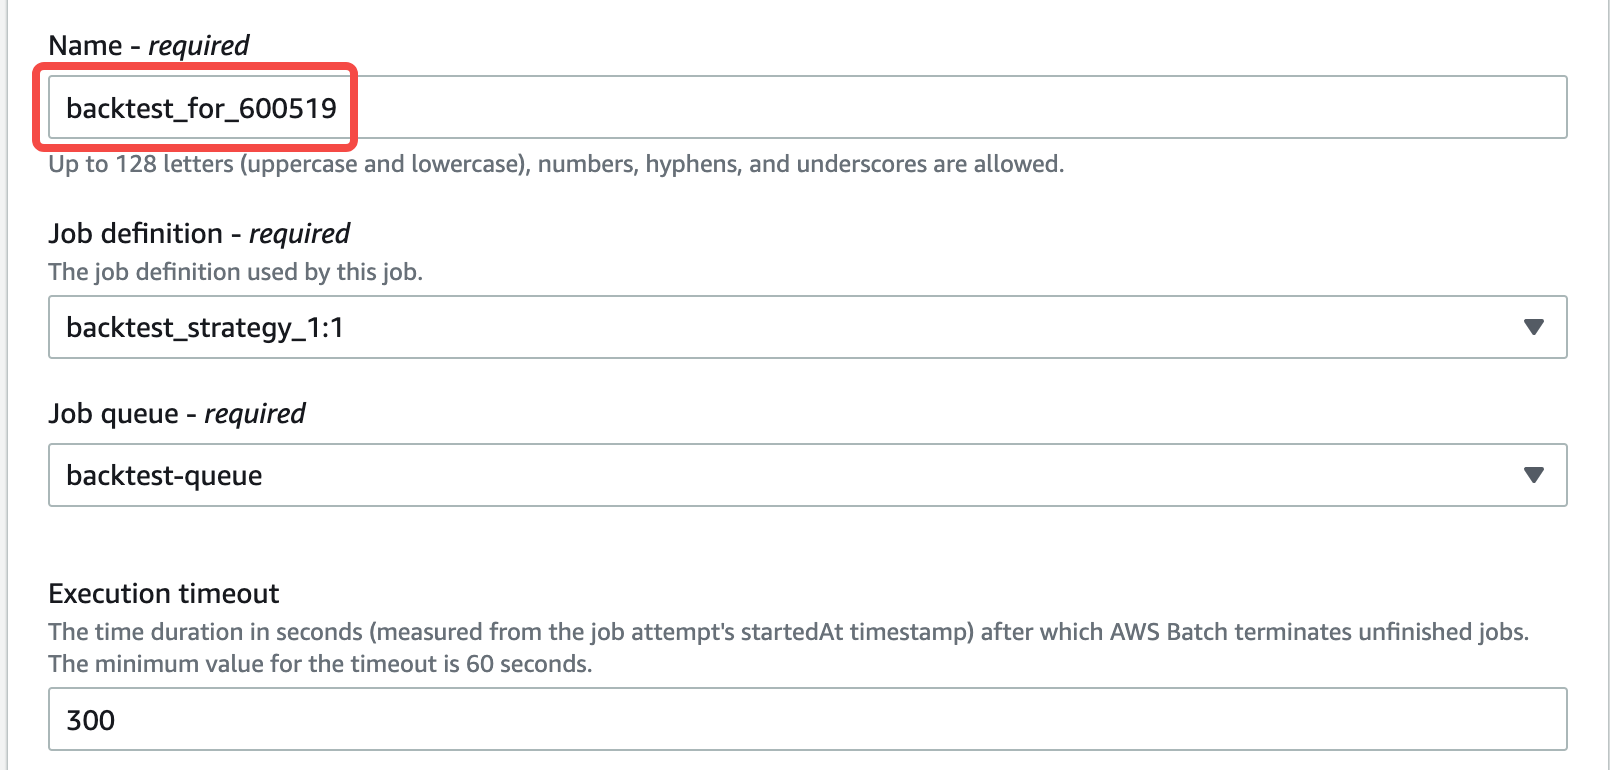 Name - required
backtest_for_600519
Up to 128 letters (uppercase and lowercase), numbers, hyphens, and underscores are allowed.
Job definition - required
The job definition used by this job.
backtest_strategy_1:1
Job queue - required
backtest-queue
Execution timeout
The time duration in seconds (measured from the job attempt's startedAt timestamp) after which AWS Batch terminates unfinished jobs.
The minimum value for the timeout is 60 seconds.
300